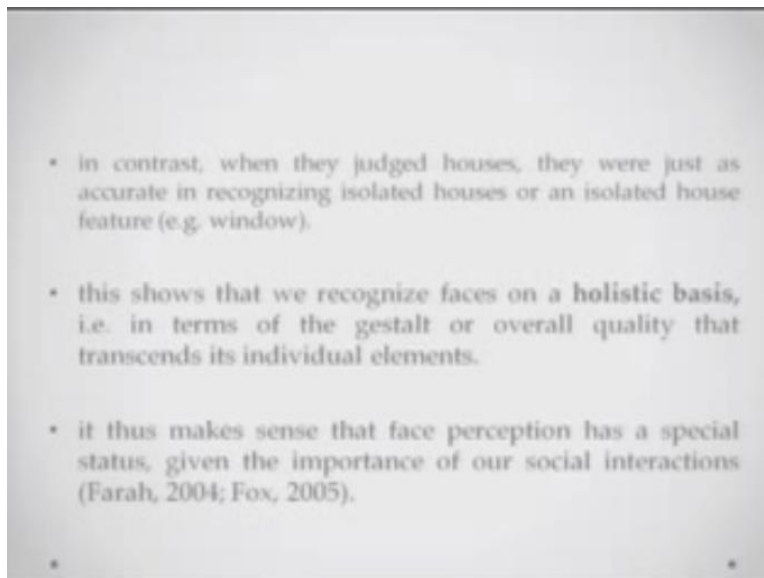 • in contrast, when they judged houses, they were just as
accurate in recognizing isolated houses or an isolated house
feature (e.g. window).
• this shows that we recognize faces on a holistic basis,
i.e. in terms of the gestalt or overall quality that
transcends its individual elements.
• it thus makes sense that face perception has a special
status, given the importance of our social interactions
(Farah, 2004; Fox, 2005).